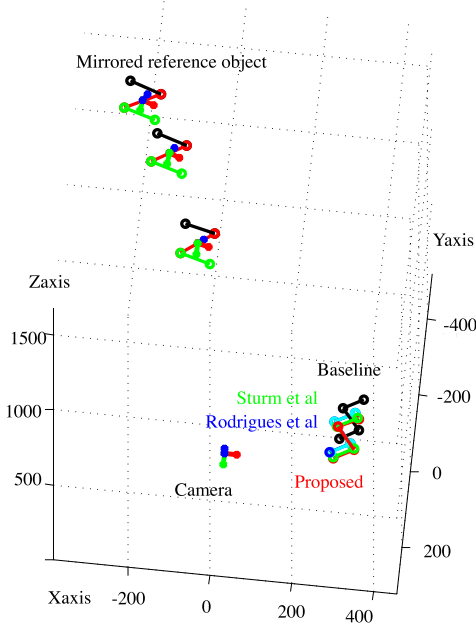 Mirrored reference object
Yaxis
Zaxis
-400
1500
Baseline
-200
Sturm et al
1000
Rodrigues et al
0
500
Camera
Proposed
200
Xaxis
-200
0
200
400